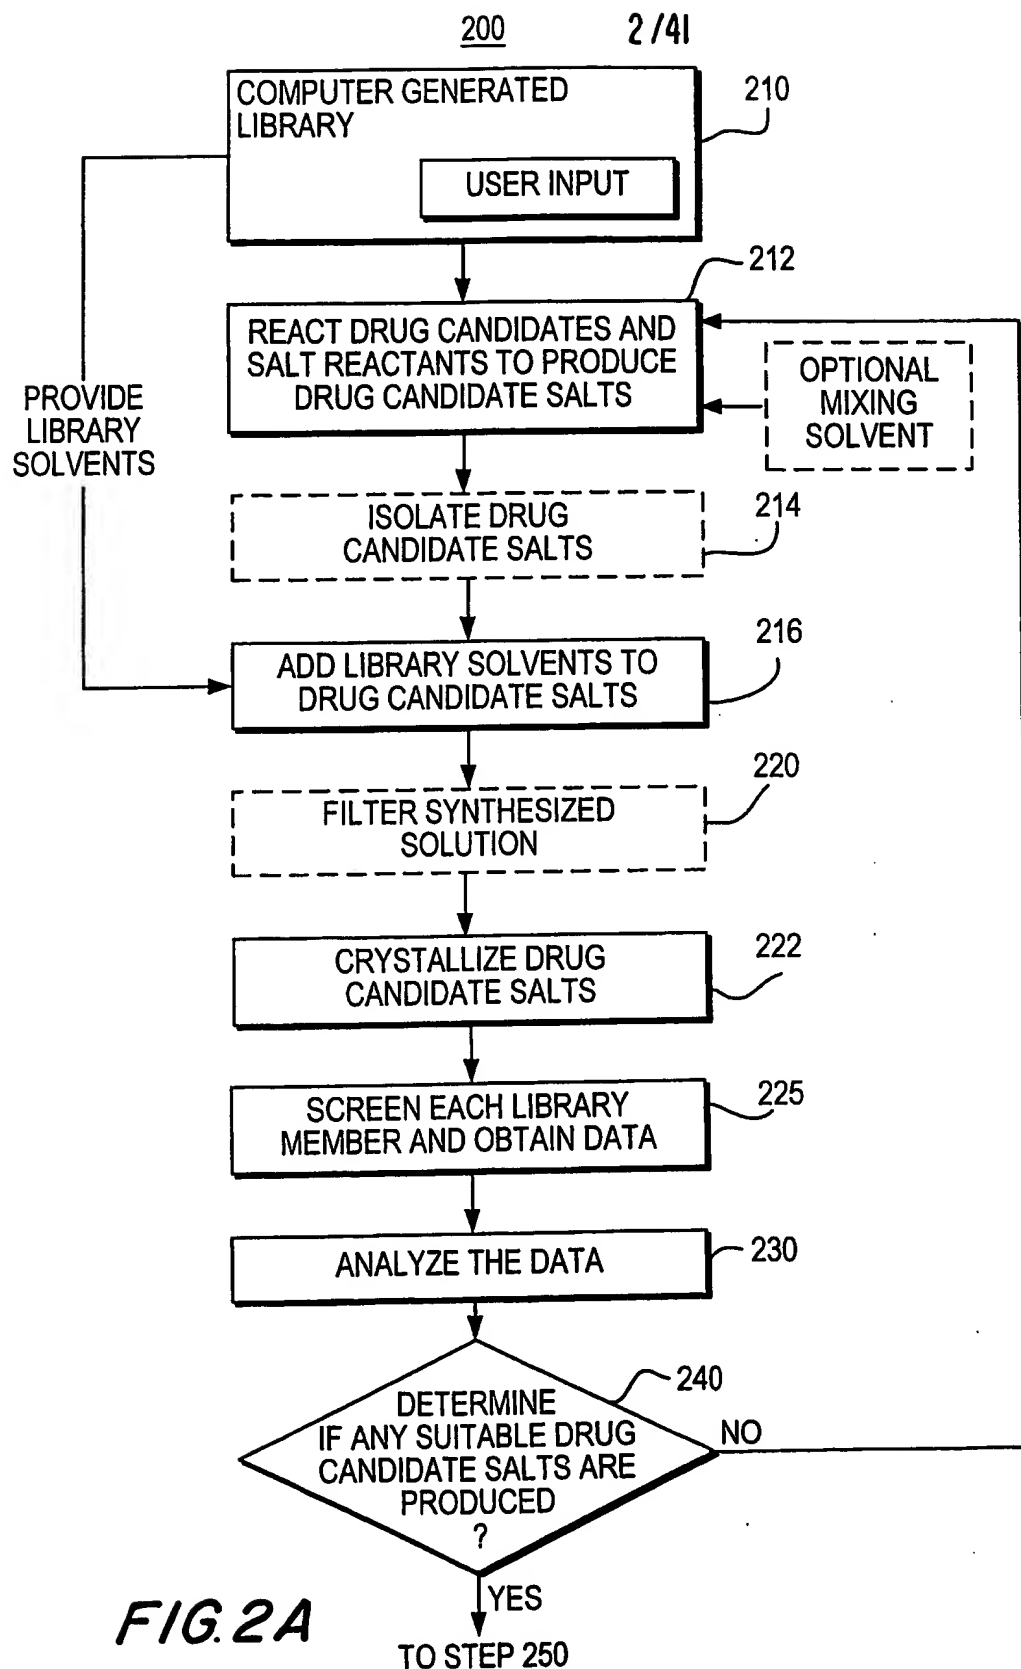 200
2/41
COMPUTER GENERATED
LIBRARY
210
USER INPUT
212
REACT DRUG CANDIDATES AND
SALT REACTANTS TO PRODUCE
DRUG CANDIDATE SALTS
OPTIONAL
MIXING
SOLVENT
PROVIDE
LIBRARY
SOLVENTS
ISOLATE DRUG
CANDIDATE SALTS
214
ADD LIBRARY SOLVENTS TO
DRUG CANDIDATE SALTS
216
FILTER SYNTHESIZED
SOLUTION
220
CRYSTALLIZE DRUG
CANDIDATE SALTS
222
SCREEN EACH LIBRARY
MEMBER AND OBTAIN DATA
225
ANALYZE THE DATA
230
240
DETERMINE
IF ANY SUITABLE DRUG
CANDIDATE SALTS ARE
PRODUCED
?
NO
YES
FIG.2A
TO STEP 250